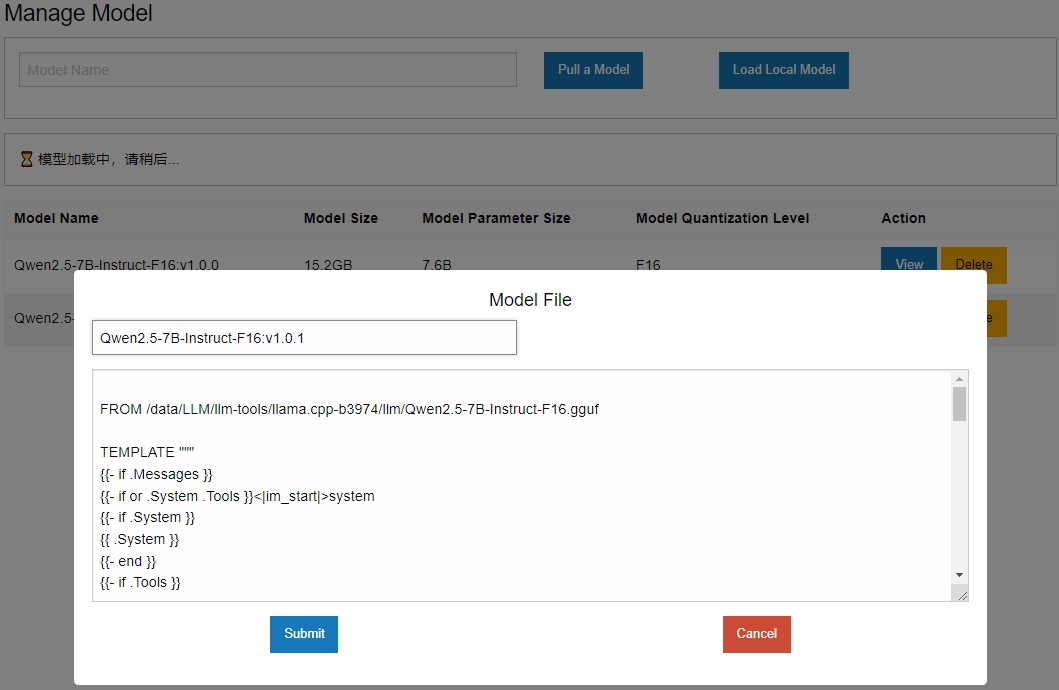 Manage Model
Model Name
Pull a Model
Load Local Model
模型加载中，请稍后...
Model Name Model Size Model Parameter Size Model Quantization Level Action
Qwen2.5-7B-Instruct-F16:v1.0.0 15.2GB 7.6B F16 View Delete
Qwen2.5-
Model File
Qwen2.5-7B-Instruct-F16:v1.0.1
FROM /data/LLM/llm-tools/llama.cpp-b3974/llm/Qwen2.5-7B-Instruct-F16.gguf
TEMPLATE """
{{- if .Messages }}
{{- if or .System .Tools }}<|im_start|>system
{{- if .System }}
{{ .System }}
{{- end }}
{{- if .Tools }}
Submit
Cancel